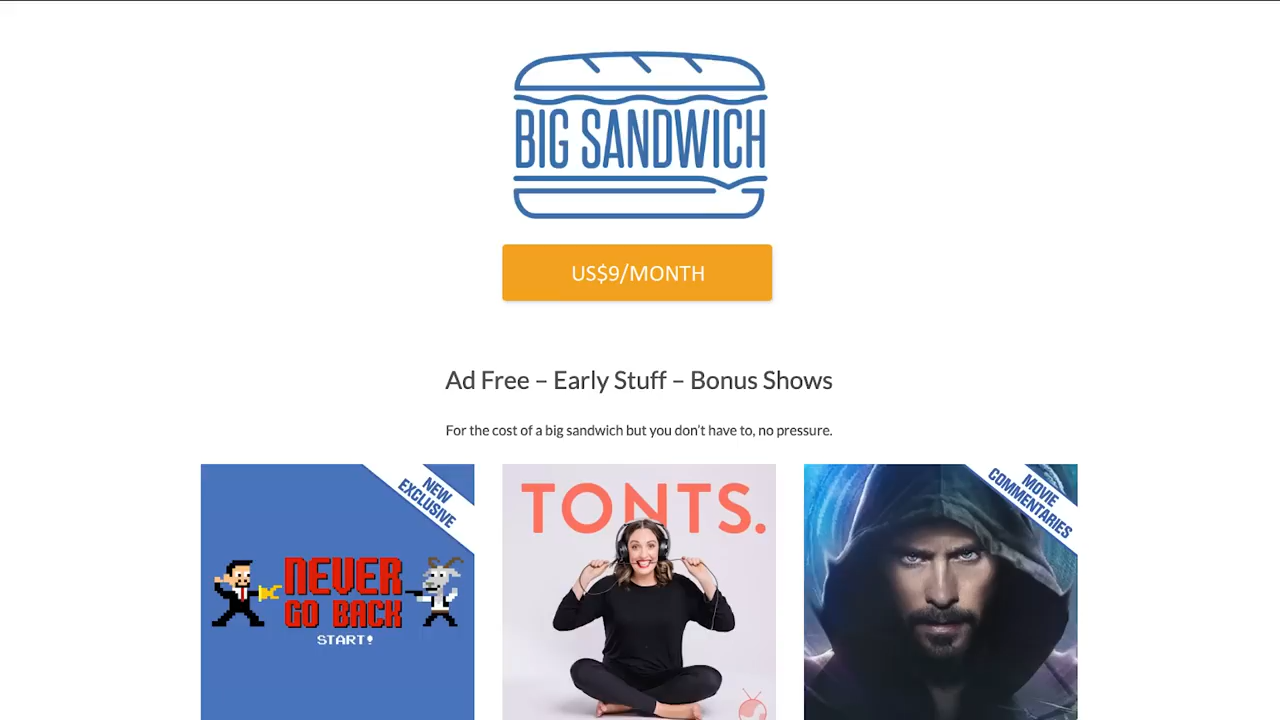 BIG SANDWICH
US$9/MONTH
Ad Free – Early Stuff – Bonus Shows
For the cost of a big sandwich but you don't have to, no pressure.
NEW
EXCLUSIVE
NEVER
GO BACK
START!
TONTS.
MOVIE
COMMENTARIES